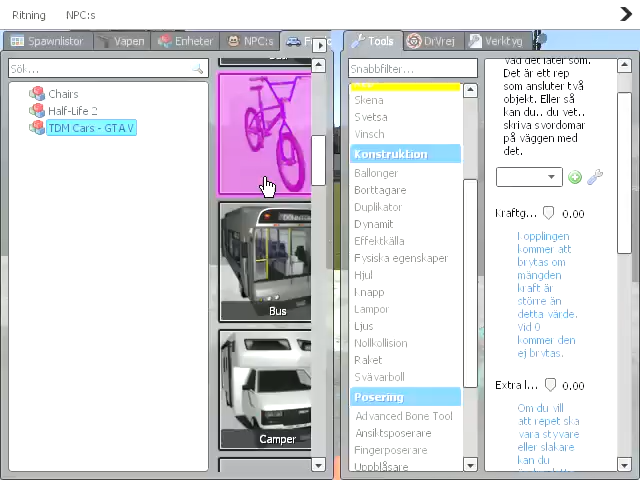 Ritning NPC:s
Spawnlistor Vapen Enheter NPC:s
Tools DrVrej Verktyg
Sök...
Chairs
Half-Life 2
TDM Cars - GTA V
Bus
Camper
Snabbfilter...
Skena
Svetsa
Vinsch
Konstruktion
Ballonger
Borttagare
Duplikator
Dynamit
Effektkälla
Fysiska egenskaper
Hjul
Knapp
Lampor
Ljus
Nollkollision
Raket
Svävarboll
Posering
Advanced Bone Tool
Ansiktsposerare
Fingerposerare
Uppblåsare
vad det låter som.
Det är ett rep
som ansluter två
objekt. Eller så
kan du.. du vet..
skriva svordomar
på väggen med
det.
Kraftg... 0.00
Kopplingen
kommer att
brytas om
mängden
kraft är
större än
detta värde.
Vid 0
kommer den
ej brytas.
Extra l... 0.00
Om du vill
att repet ska
vara styvare
eller slakare
kan du